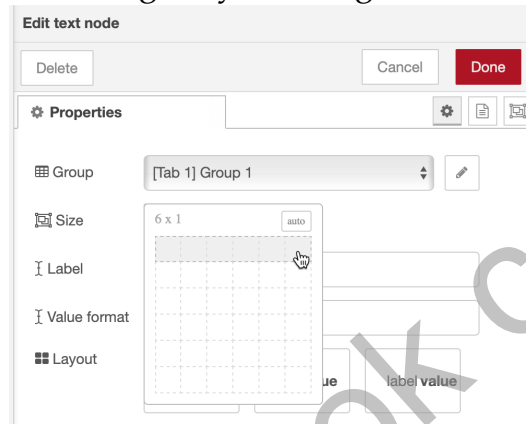 Edit text node
Delete
Cancel
Done
Properties
Group
[Tab 1] Group 1
Size
6 x 1
auto
Label
Value format
Layout
ue
label value